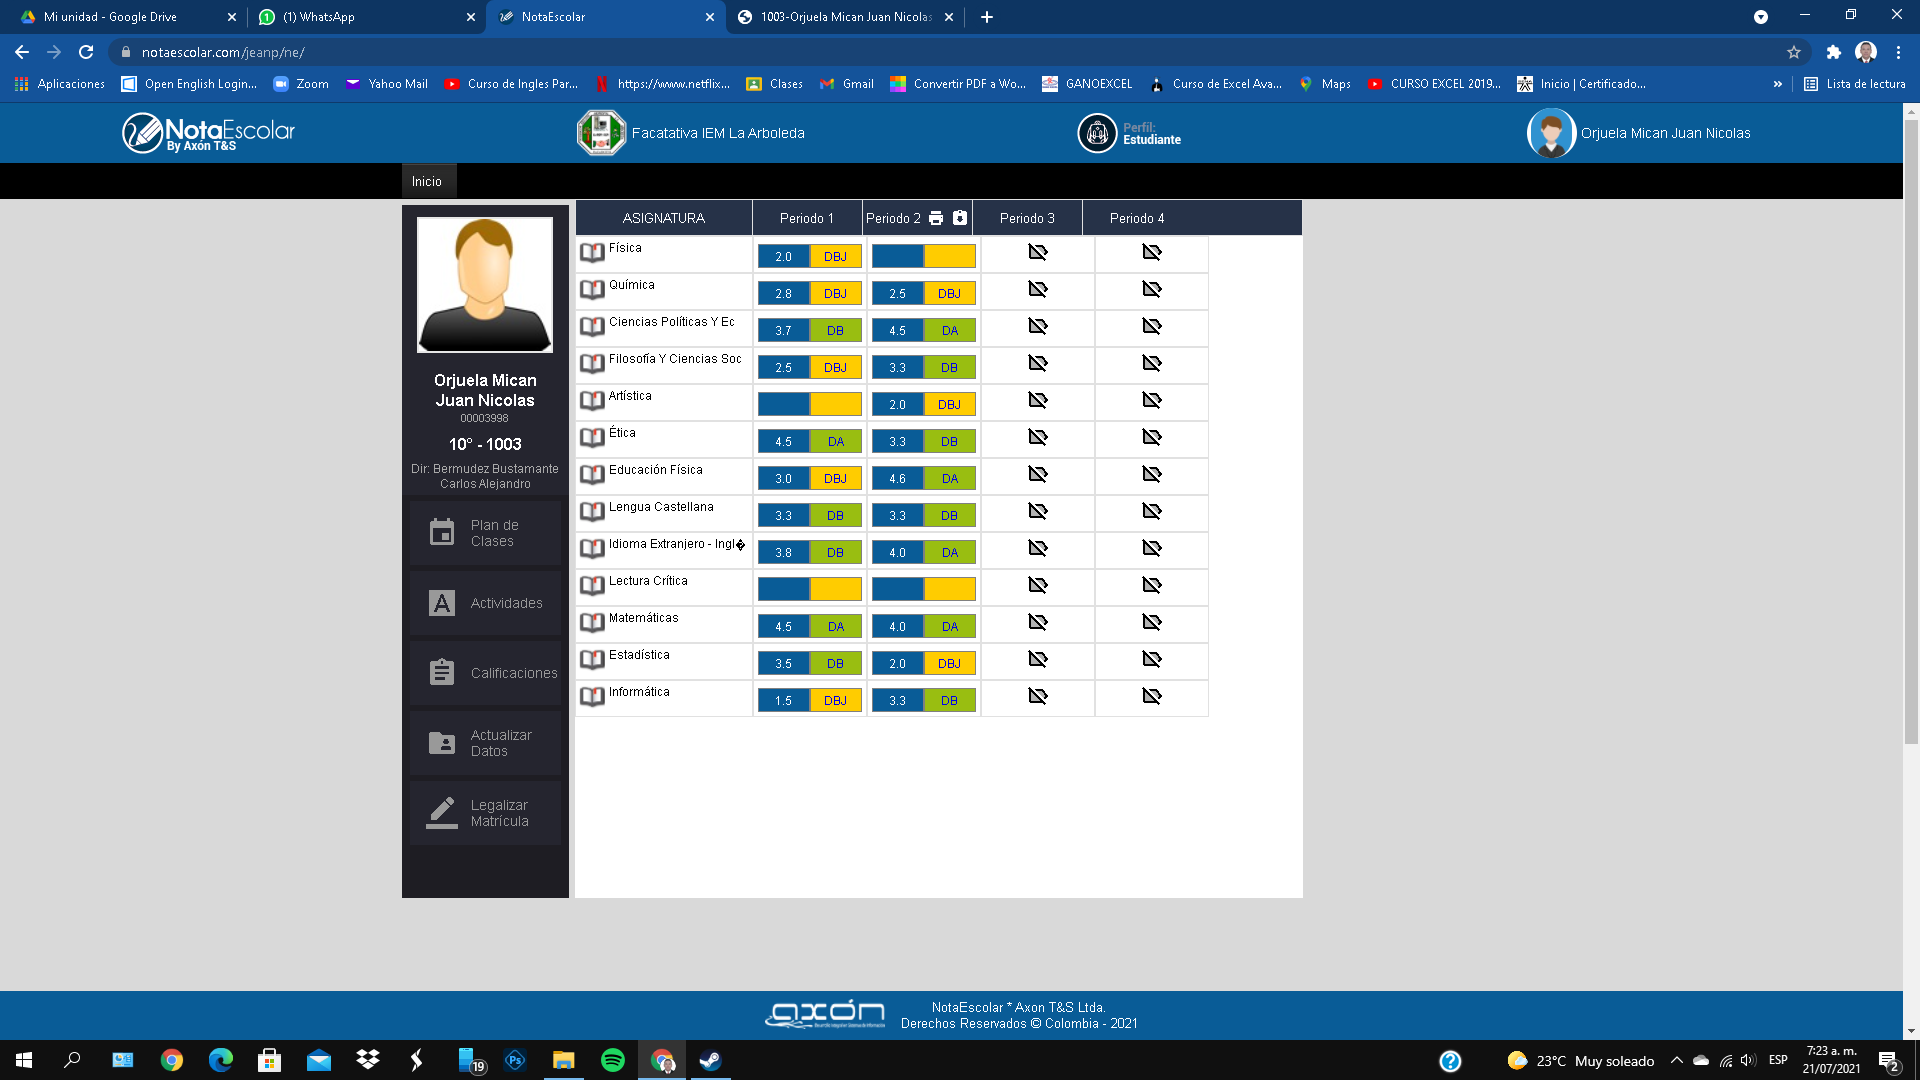 Mi unidad - Google Drive
(1) WhatsApp
NotaEscolar
1003-Orjuela Mican Juan Nicolas
notaescolar.com/jeanp/ne/
Aplicaciones
Open English Login...
Zoom
Yahoo Mail
Curso de Ingles Par...
https://www.netflix...
Clases
Gmail
Convertir PDF a Wo...
GANOEXCEL
Curso de Excel Ava...
Maps
CURSO EXCEL 2019...
Inicio | Certificado...
»
Lista de lectura
NotaEscolar
By Axón T&S
Facatativa IEM La Arboleda
Perfil:
Estudiante
Orjuela Mican Juan Nicolas
Inicio
Orjuela Mican
Juan Nicolas
00003998
10° - 1003
Dir: Bermudez Bustamante
Carlos Alejandro
Plan de
Clases
Actividades
Calificaciones
Actualizar
Datos
Legalizar
Matrícula
ASIGNATURA Periodo 1 Periodo 2 Periodo 3 Periodo 4
Física 2.0 DBJ
Química 2.8 DBJ 2.5 DBJ
Ciencias Políticas Y Ec 3.7 DB 4.5 DA
Filosofía Y Ciencias Soc 2.5 DBJ 3.3 DB
Artística 2.0 DBJ
Ética 4.5 DA 3.3 DB
Educación Física 3.0 DBJ 4.6 DA
Lengua Castellana 3.3 DB 3.3 DB
Idioma Extranjero - Ingl� 3.8 DB 4.0 DA
Lectura Crítica
Matemáticas 4.5 DA 4.0 DA
Estadística 3.5 DB 2.0 DBJ
Informática 1.5 DBJ 3.3 DB
axón
NotaEscolar * Axon T&S Ltda.
Derechos Reservados © Colombia - 2021
19
Ps
23°C Muy soleado
ESP
7:23 a. m.
21/07/2021
2